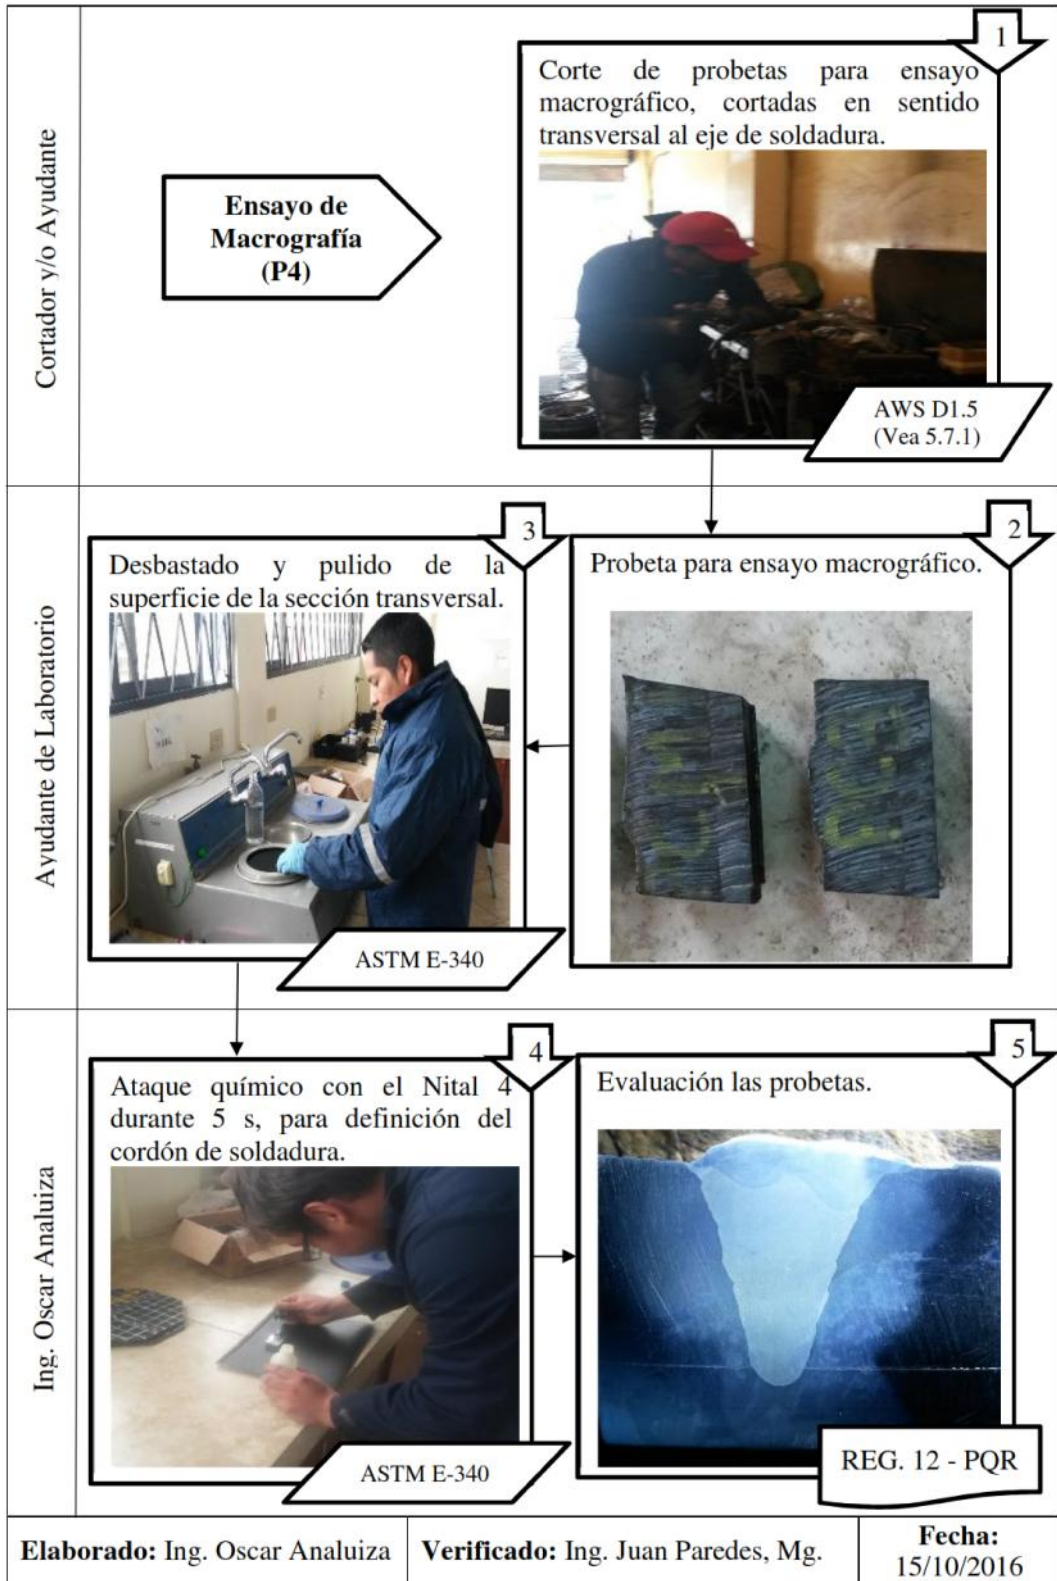 Cortador y/o Ayudante
Ensayo de
Macrografía
(P4)
1
Corte de probetas para ensayo
macrográfico, cortadas en sentido
transversal al eje de soldadura.
AWS D1.5
(Vea 5.7.1)
Ayudante de Laboratorio
2
Probeta para ensayo macrográfico.
3
Desbastado y pulido de la
superficie de la sección transversal.
ASTM E-340
Ing. Oscar Analuiza
4
Ataque químico con el Nital 4
durante 5 s, para definición del
cordón de soldadura.
ASTM E-340
5
Evaluación las probetas.
REG. 12 - PQR
Elaborado: Ing. Oscar Analuiza
Verificado: Ing. Juan Paredes, Mg.
Fecha:
15/10/2016